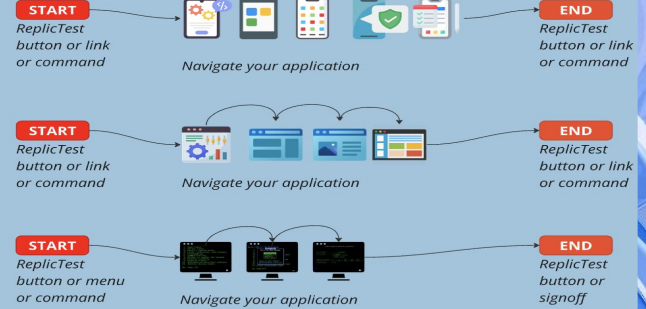 START
ReplicTest
button or link
or command
Navigate your application
END
ReplicTest
button or link
or command
START
ReplicTest
button or link
or command
Navigate your application
END
ReplicTest
button or link
or command
START
ReplicTest
button or menu
or command
Navigate your application
END
ReplicTest
button or
signoff